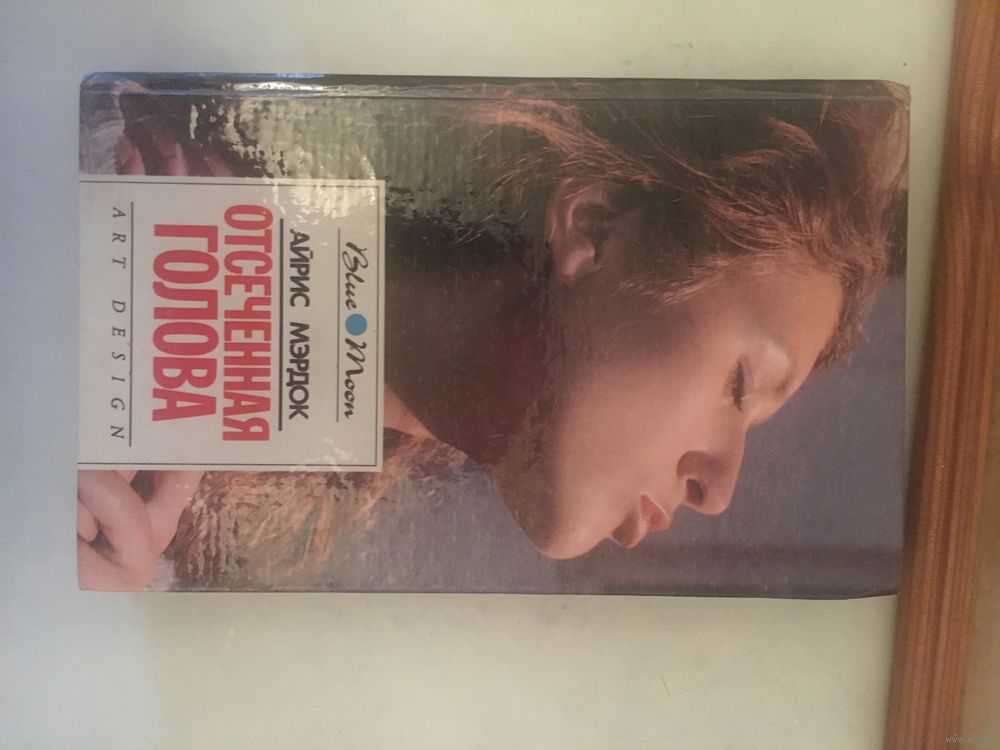 Blue Moon
АЙРИС МЭРДОК
ОТСЕЧЕННАЯ
ГОЛОВА
ART DESIGN